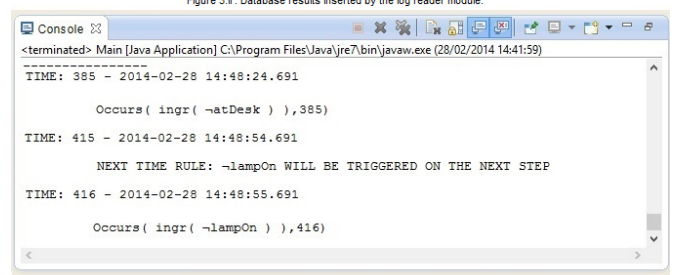 Figure 3.II: Database results inserted by the log reader module.
Console
<terminated> Main [Java Application] C:\Program Files\Java\jre7\bin\javaw.exe (28/02/2014 14:41:59)
----------------
TIME: 385 - 2014-02-28 14:48:24.691
Occurs( ingr( ¬atDesk ) ),385)
TIME: 415 - 2014-02-28 14:48:54.691
NEXT TIME RULE: ¬lampOn WILL BE TRIGGERED ON THE NEXT STEP
TIME: 416 - 2014-02-28 14:48:55.691
Occurs( ingr( ¬lampOn ) ),416)